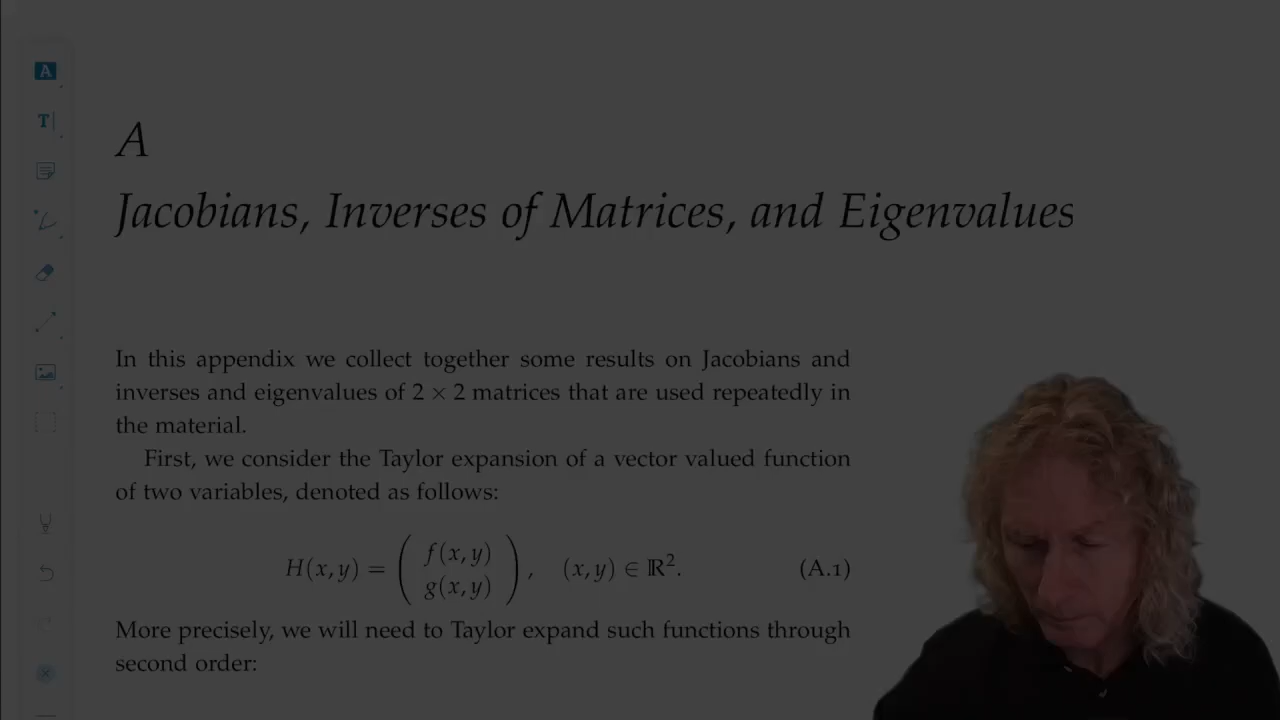 A
T
A
Jacobians, Inverses of Matrices, and Eigenvalues
In this appendix we collect together some results on Jacobians and
inverses and eigenvalues of 2 × 2 matrices that are used repeatedly in
the material.
First, we consider the Taylor expansion of a vector valued function
of two variables, denoted as follows:
H(x, y) = ( f(x, y)
g(x, y) ), (x, y) ∈ ℝ². (A.1)
More precisely, we will need to Taylor expand such functions through
second order: